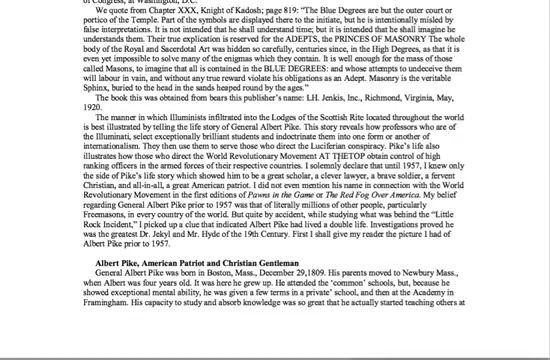 of Congress, at Washington, D.C.
We quote from Chapter XXX, Knight of Kadosh; page 819: “The Blue Degrees are but the outer court or
portico of the Temple. Part of the symbols are displayed there to the initiate, but he is intentionally misled by
false interpretations. It is not intended that he shall understand time; but it is intended that he shall imagine he
understands them. Their true explication is reserved for the ADEPTS, the PRINCES OF MASONRY The whole
body of the Royal and Sacerdotal Art was hidden so carefully, centuries since, in the High Degrees, as that it is
even yet impossible to solve many of the enigmas which they contain. It is well enough for the mass of those
called Masons, to imagine that all is contained in the BLUE DEGREES: and whose attempts to undeceive them
will labour in vain, and without any true reward violate his obligations as an Adept. Masonry is the veritable
Sphinx, buried to the head in the sands heaped round by the ages.”
The book this was obtained from bears this publisher’s name: LH. Jenkis, Inc., Richmond, Virginia, May,
1920.
The manner in which Illuminists infiltrated into the Lodges of the Scottish Rite located throughout the world
is best illustrated by telling the life story of General Albert Pike. This story reveals how professors who are of
the Illuminati, select exceptionally brilliant students and indoctrinate them into one form or another of
internationalism. They then use them to serve those who direct the Luciferian conspiracy. Pike’s life also
illustrates how those who direct the World Revolutionary Movement AT THETOP obtain control of high
ranking officers in the armed forces of their respective countries. I solemnly declare that until 1957, I knew only
the side of Pike’s life story which showed him to be a great scholar, a clever lawyer, a brave soldier, a fervent
Christian, and all-in-all, a great American patriot. I did not even mention his name in connection with the World
Revolutionary Movement in the first editions of Pawns in the Game or The Red Fog Over America. My belief
regarding General Albert Pike prior to 1957 was that of literally millions of other people, particularly
Freemasons, in every country of the world. But quite by accident, while studying what was behind the “Little
Rock Incident,” I picked up a clue that indicated Albert Pike had lived a double life. Investigations proved he
was the greatest Dr. Jekyl and Mr. Hyde of the 19th Century. First I shall give my reader the picture I had of
Albert Pike prior to 1957.
Albert Pike, American Patriot and Christian Gentleman
General Albert Pike was born in Boston, Mass., December 29,1809. His parents moved to Newbury Mass.,
when Albert was four years old. It was here he grew up. He attended the ‘common’ schools, but, because he
showed exceptional mental ability, he was given a few terms in a private’ school, and then at the Academy in
Framingham. His capacity to study and absorb knowledge was so great that he actually started teaching others at